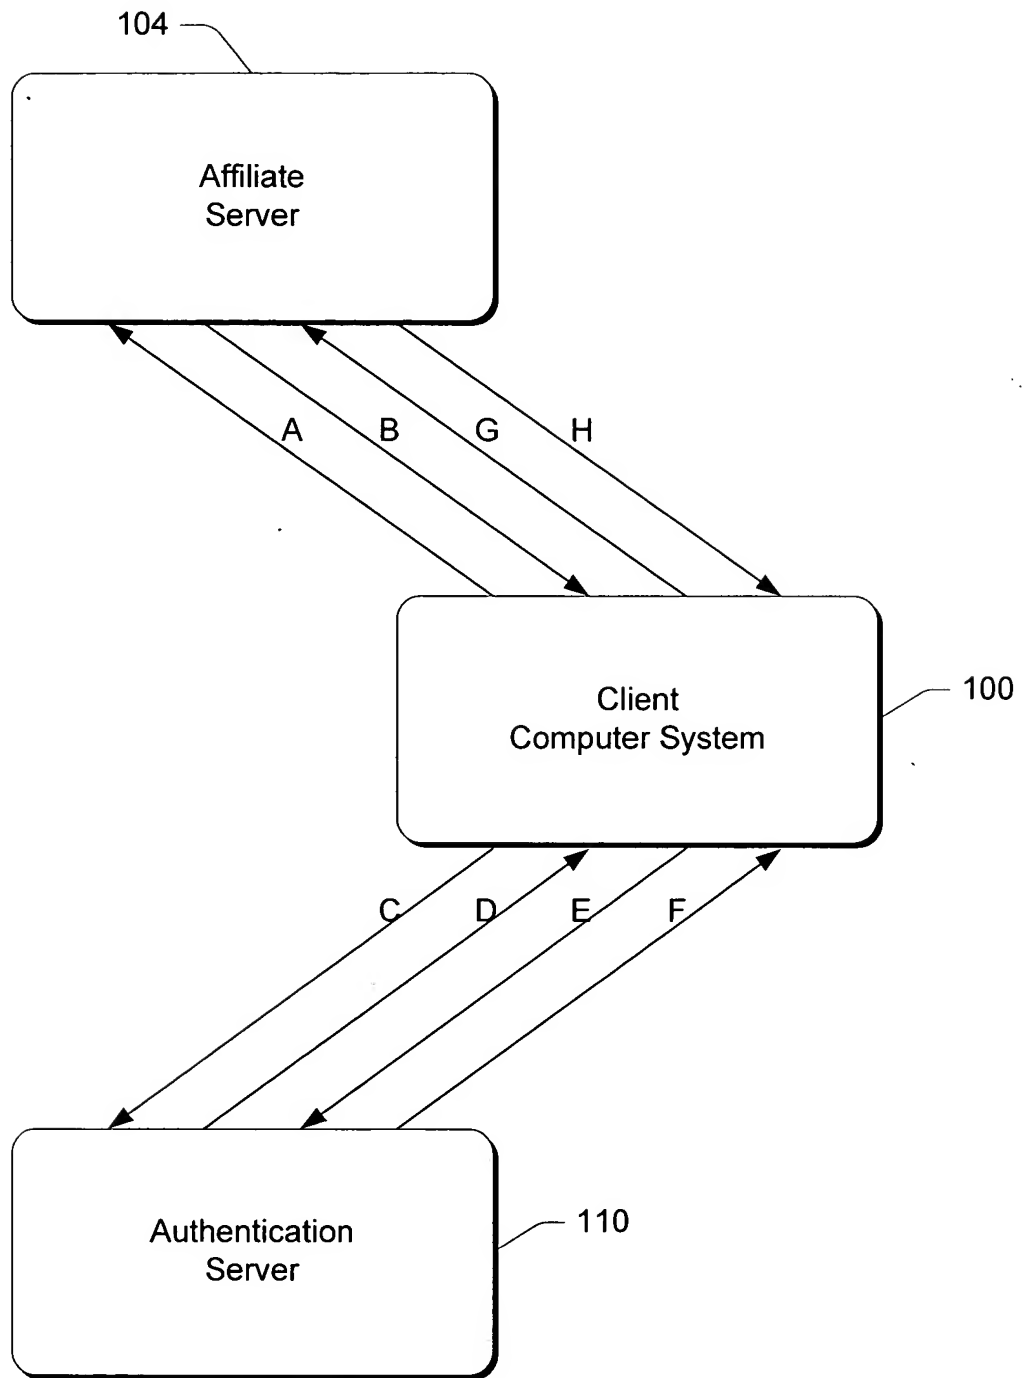 104
Affiliate
Server
A B G H
Client
Computer System
100
C D E F
110
Authentication
Server